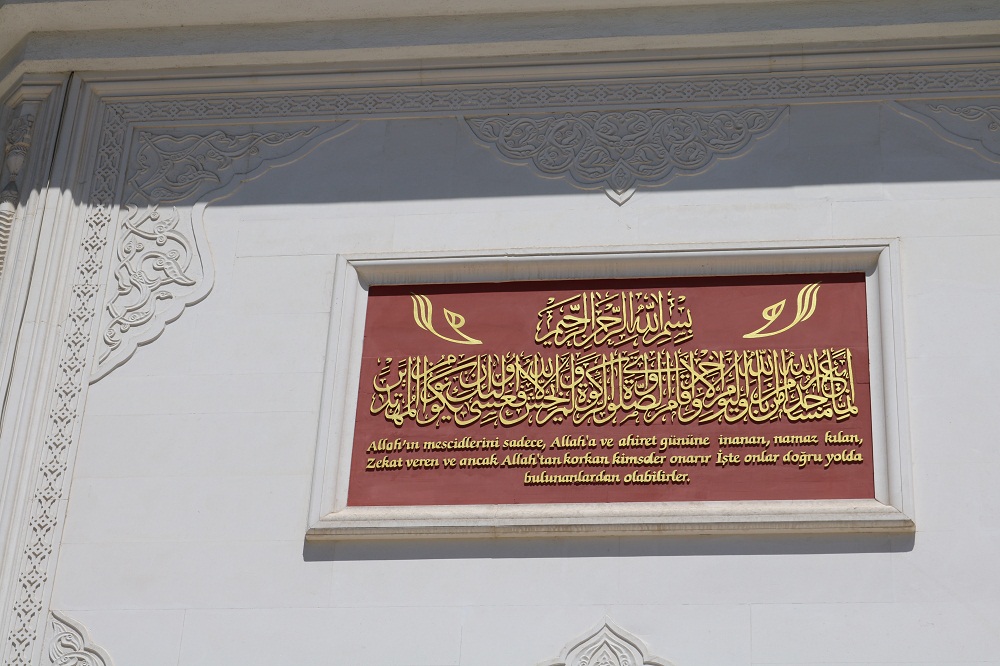 بسم الله الرحمن الرحيم
إنما يعمر مساجد الله من آمن بالله واليوم الآخر وأقام الصلوة وآتى الزكوة ولم يخش إلا الله فعسى أولئك أن يكونوا من المهتدين
Allah'ın mescidlerini sadece, Allah'a ve ahiret gününe inanan, namaz kılan,
Zekat veren ve ancak Allah'tan korkan kimseler onarır İşte onlar doğru yolda
bulunanlardan olabilirler.